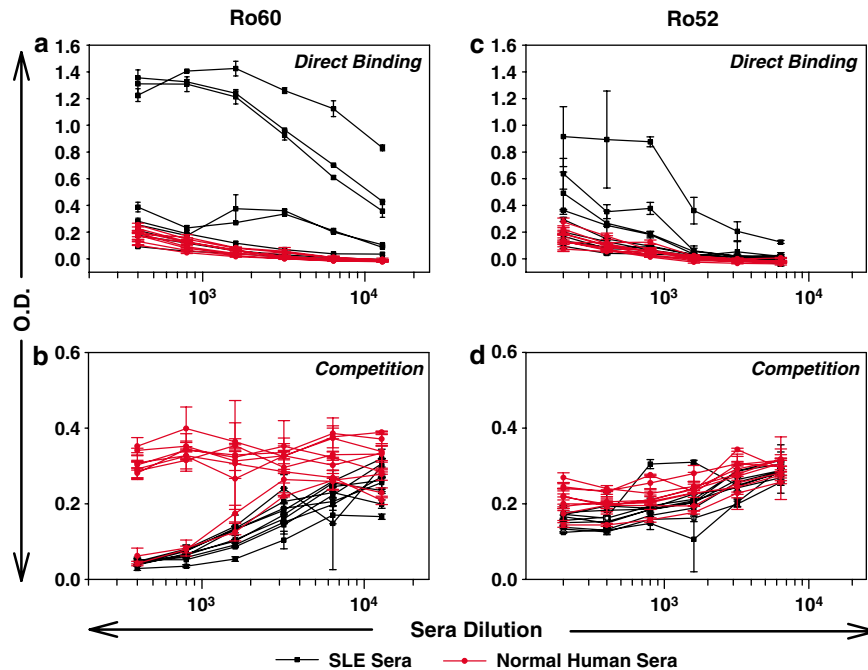 Ro60
Ro52
a
1.6
1.4
1.2
1.0
0.8
0.6
0.4
0.2
0.0
Direct Binding
10³
10⁴
c
1.6
1.4
1.2
1.0
0.8
0.6
0.4
0.2
0.0
Direct Binding
10³
10⁴
O.D.
b
0.6
0.4
0.2
0.0
Competition
10³
10⁴
d
0.6
0.4
0.2
0.0
Competition
10³
10⁴
Sera Dilution
SLE Sera
Normal Human Sera